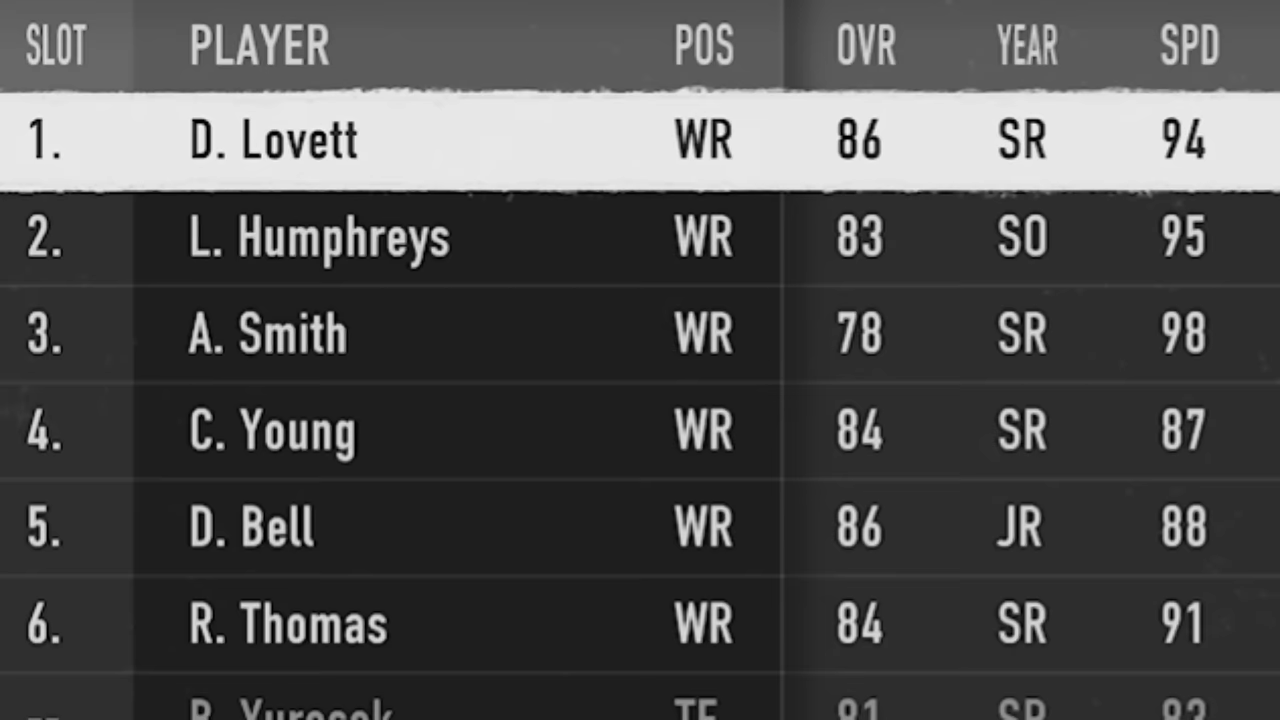 SLOT PLAYER POS OVR YEAR SPD
1. D. Lovett WR 86 SR 94
2. L. Humphreys WR 83 SO 95
3. A. Smith WR 78 SR 98
4. C. Young WR 84 SR 87
5. D. Bell WR 86 JR 88
6. R. Thomas WR 84 SR 91
TE SR